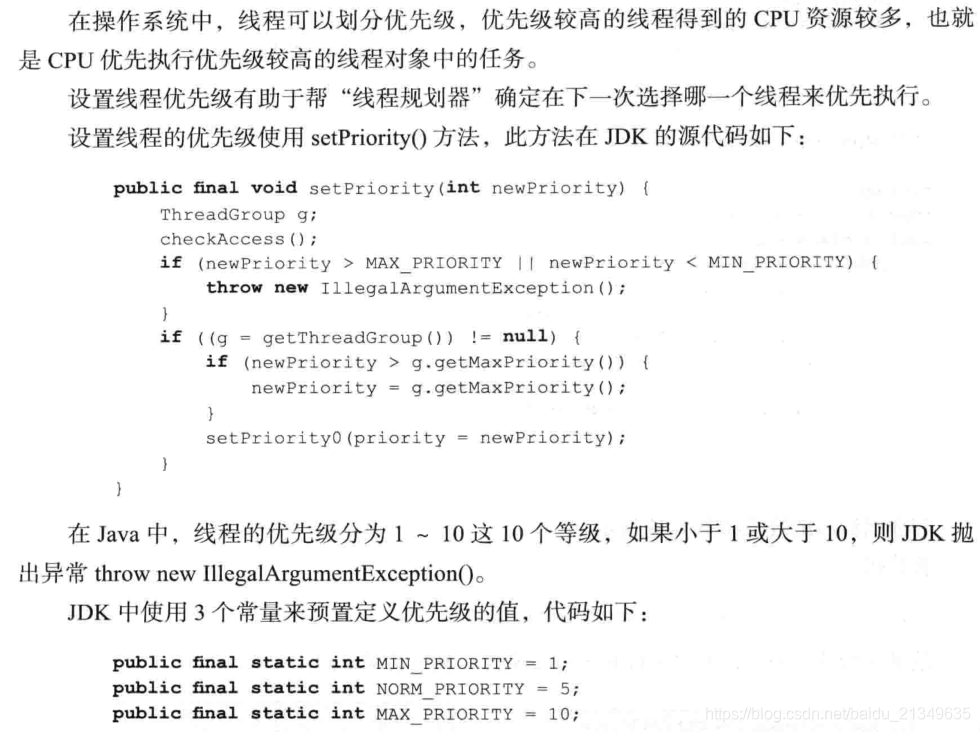 在操作系统中，线程可以划分优先级，优先级较高的线程得到的 CPU 资源较多，也就
是 CPU 优先执行优先级较高的线程对象中的任务。
设置线程优先级有助于帮“线程规划器”确定在下一次选择哪一个线程来优先执行。
设置线程的优先级使用 setPriority() 方法，此方法在 JDK 的源代码如下：
public final void setPriority(int newPriority) {
ThreadGroup g;
checkAccess();
if (newPriority > MAX_PRIORITY || newPriority < MIN_PRIORITY) {
throw new IllegalArgumentException();
}
if ((g = getThreadGroup()) != null) {
if (newPriority > g.getMaxPriority()) {
newPriority = g.getMaxPriority();
}
setPriority0(priority = newPriority);
}
}
在 Java 中，线程的优先级分为 1 ~ 10 这 10 个等级，如果小于 1 或大于 10，则 JDK 抛
出异常 throw new IllegalArgumentException()。
JDK 中使用 3 个常量来预置定义优先级的值，代码如下：
public final static int MIN_PRIORITY = 1;
public final static int NORM_PRIORITY = 5;
public final static int MAX_PRIORITY = 10;
https://blog.csdn.net/baidu_21349635